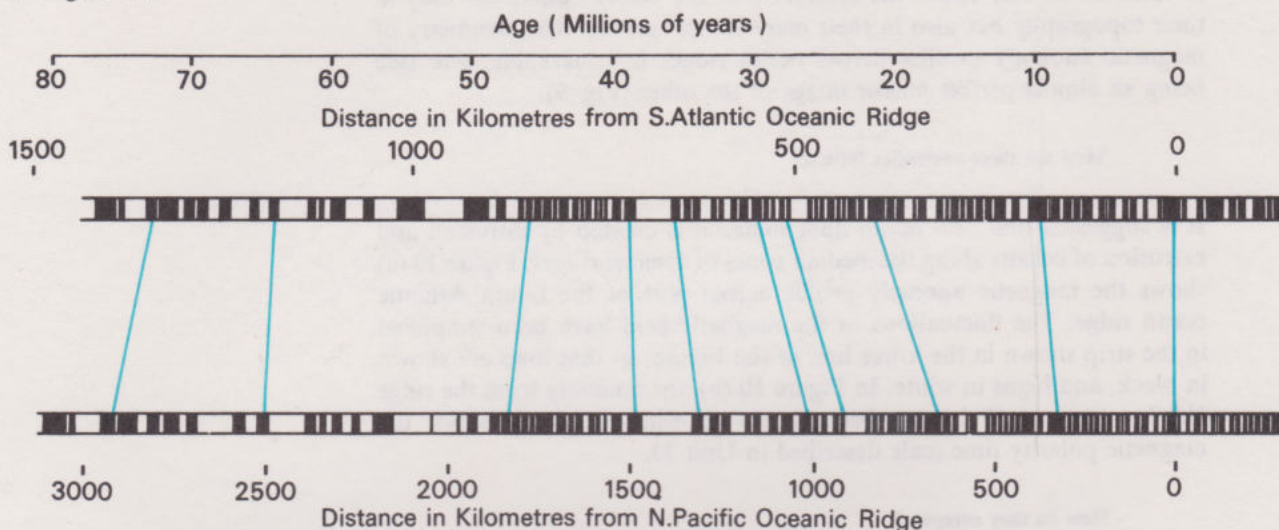 Age ( Millions of years )
80 70 60 50 40 30 20 10 0
Distance in Kilometres from S.Atlantic Oceanic Ridge
1500 1000 500 0
3000 2500 2000 1500 1000 500 0
Distance in Kilometres from N.Pacific Oceanic Ridge